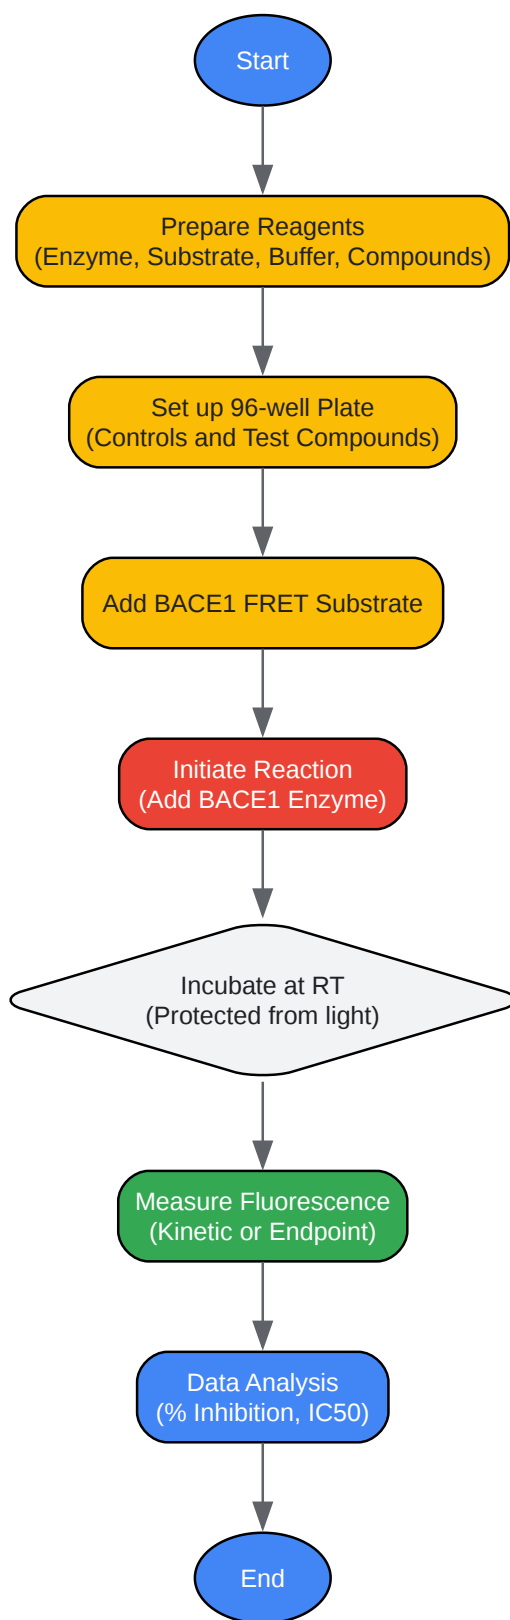 Start
Prepare Reagents
(Enzyme, Substrate, Buffer, Compounds)
Set up 96-well Plate
(Controls and Test Compounds)
Add BACE1 FRET Substrate
Initiate Reaction
(Add BACE1 Enzyme)
Incubate at RT
(Protected from light)
Measure Fluorescence
(Kinetic or Endpoint)
Data Analysis
(% Inhibition, IC50)
End